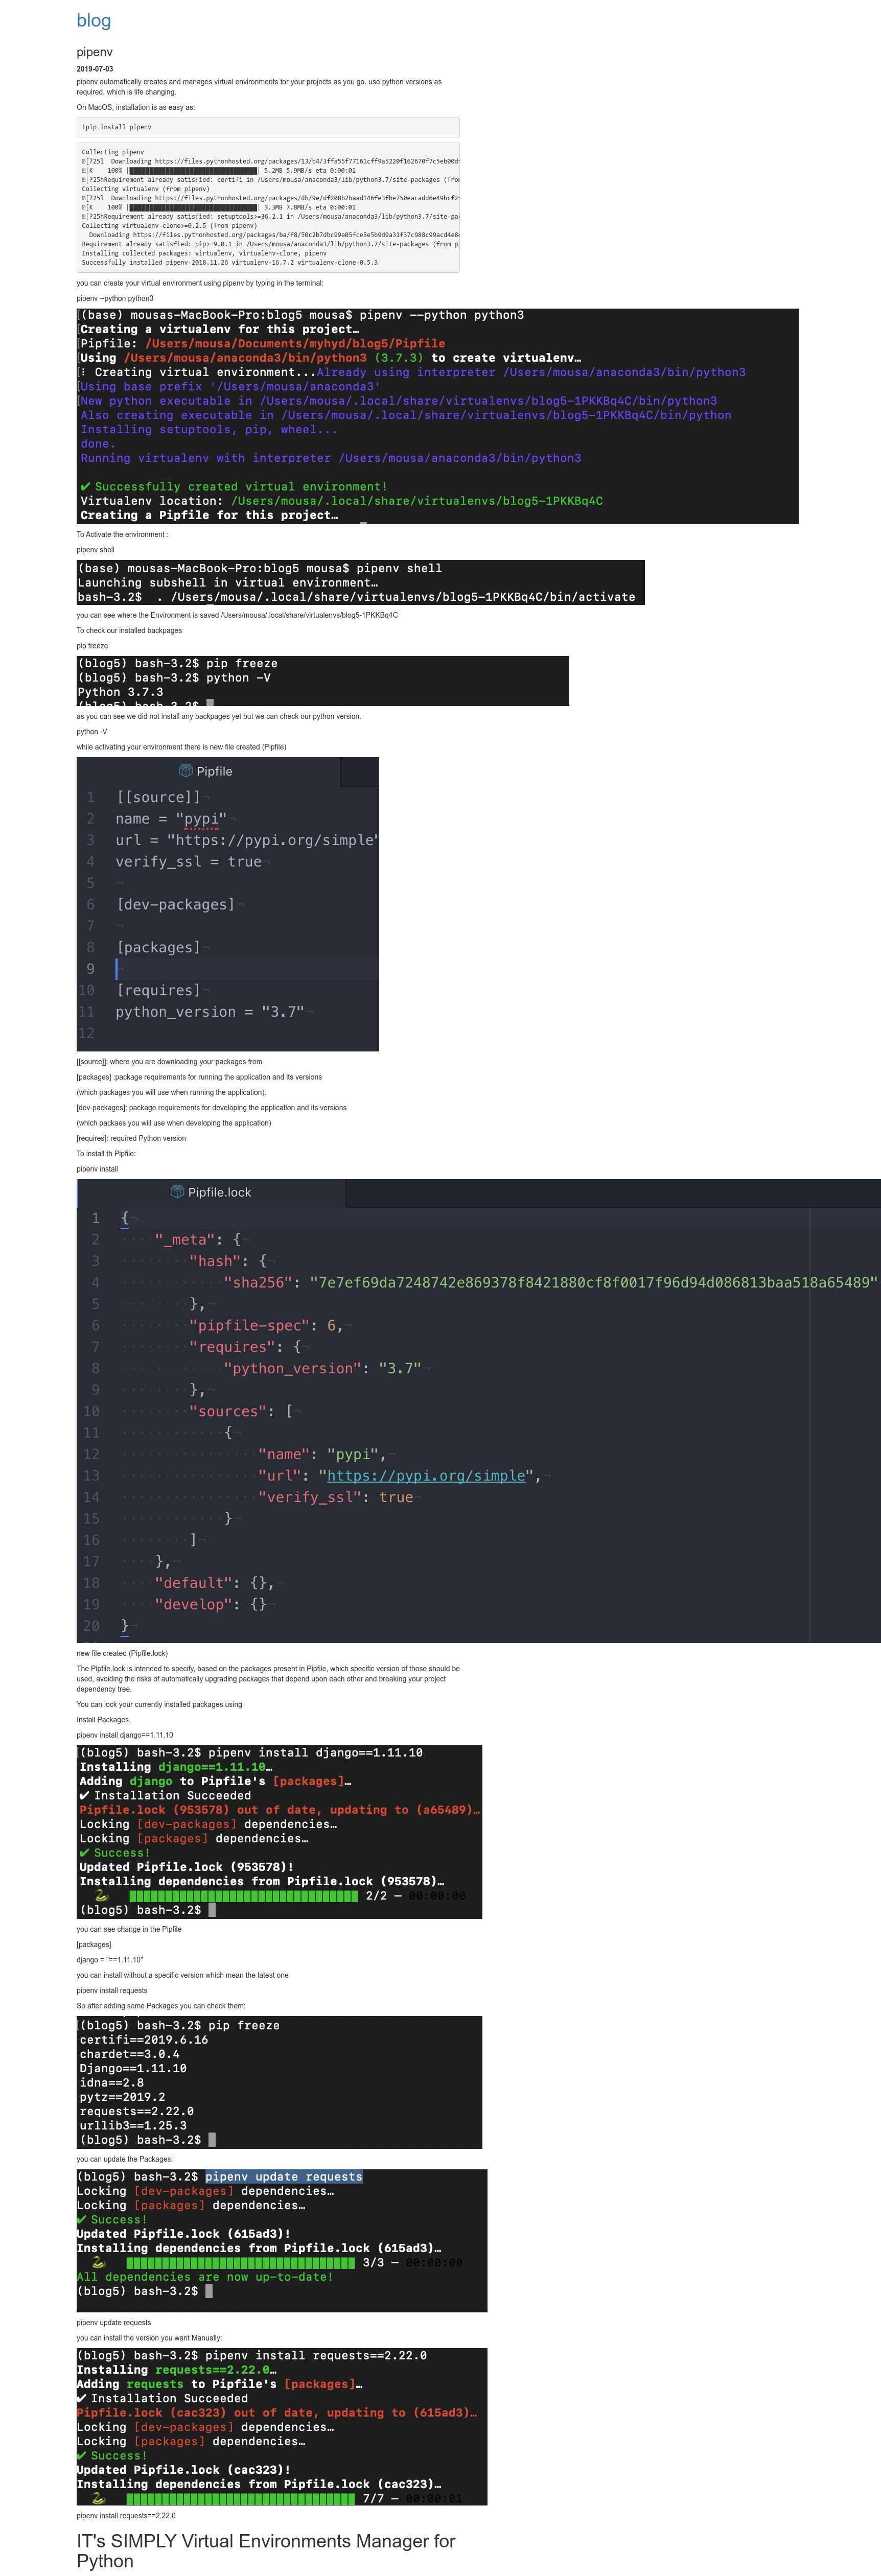 blog
pipenv
2019-07-03
pipenv automatically creates and manages virtual environments for your projects as you go. use python versions as
required, which is life changing.
On MacOS, installation is as easy as:
!pip install pipenv
Collecting pipenv
[?25l  Downloading https://files.pythonhosted.org/packages/13/b4/3ffa55f77161cff9a5220f162670f7c5eb00d
[K    100% |████████████████████████████████| 5.2MB 5.9MB/s eta 0:00:01
[?25hRequirement already satisfied: certifi in /Users/mousa/anaconda3/lib/python3.7/site-packages (from
Collecting virtualenv (from pipenv)
[?25l  Downloading https://files.pythonhosted.org/packages/db/9e/df208b2baad146fe3fbe750eacadd6e49bcf2
[K    100% |████████████████████████████████| 3.3MB 7.8MB/s eta 0:00:01
[?25hRequirement already satisfied: setuptools>=36.2.1 in /Users/mousa/anaconda3/lib/python3.7/site-pac
Collecting virtualenv-clone>=0.2.5 (from pipenv)
  Downloading https://files.pythonhosted.org/packages/ba/f8/50c2b7dbc99e05fce5e5b9d9a31f37c988c99acd4e8
Requirement already satisfied: pip>=9.0.1 in /Users/mousa/anaconda3/lib/python3.7/site-packages (from p
Installing collected packages: virtualenv, virtualenv-clone, pipenv
Successfully installed pipenv-2018.11.26 virtualenv-16.7.2 virtualenv-clone-0.5.3
you can create your virtual environment using pipenv by typing in the terminal:
pipenv –python python3
(base) mousas-MacBook-Pro:blog5 mousa$ pipenv --python python3
Creating a virtualenv for this project…
Pipfile: /Users/mousa/Documents/myhyd/blog5/Pipfile
Using /Users/mousa/anaconda3/bin/python3 (3.7.3) to create virtualenv…
⠇ Creating virtual environment...Already using interpreter /Users/mousa/anaconda3/bin/python3
Using base prefix '/Users/mousa/anaconda3'
New python executable in /Users/mousa/.local/share/virtualenvs/blog5-1PKKBq4C/bin/python3
Also creating executable in /Users/mousa/.local/share/virtualenvs/blog5-1PKKBq4C/bin/python
Installing setuptools, pip, wheel...
done.
Running virtualenv with interpreter /Users/mousa/anaconda3/bin/python3
✔ Successfully created virtual environment!
Virtualenv location: /Users/mousa/.local/share/virtualenvs/blog5-1PKKBq4C
Creating a Pipfile for this project…
To Activate the environment :
pipenv shell
(base) mousas-MacBook-Pro:blog5 mousa$ pipenv shell
Launching subshell in virtual environment…
bash-3.2$  . /Users/mousa/.local/share/virtualenvs/blog5-1PKKBq4C/bin/activate
you can see where the Environment is saved /Users/mousa/.local/share/virtualenvs/blog5-1PKKBq4C
To check our installed backpages
pip freeze
(blog5) bash-3.2$ pip freeze
(blog5) bash-3.2$ python -V
Python 3.7.3
(blog5) bash-3.2$
as you can see we did not install any backpages yet but we can check our python version.
python -V
while activating your environment there is new file created (Pipfile)
Pipfile
1 [[source]]
2 name = "pypi"
3 url = "https://pypi.org/simple"
4 verify_ssl = true
5
6 [dev-packages]
7
8 [packages]
9
10 [requires]
11 python_version = "3.7"
12
[[source]]: where you are downloading your packages from
[packages] :package requirements for running the application and its versions
(which packages you will use when running the application).
[dev-packages]: package requirements for developing the application and its versions
(which packaes you will use when developing the application)
[requires]: required Python version
To install th Pipfile:
pipenv install
Pipfile.lock
1 {
2 "_meta": {
3 "hash": {
4 "sha256": "7e7ef69da7248742e869378f8421880cf8f0017f96d94d086813baa518a65489"
5 },
6 "pipfile-spec": 6,
7 "requires": {
8 "python_version": "3.7"
9 },
10 "sources": [
11 {
12 "name": "pypi",
13 "url": "https://pypi.org/simple",
14 "verify_ssl": true
15 }
16 ]
17 },
18 "default": {},
19 "develop": {}
20 }
new file created (Pipfile.lock)
The Pipfile.lock is intended to specify, based on the packages present in Pipfile, which specific version of those should be
used, avoiding the risks of automatically upgrading packages that depend upon each other and breaking your project
dependency tree.
You can lock your currently installed packages using
Install Packages
pipenv install django==1.11.10
(blog5) bash-3.2$ pipenv install django==1.11.10
Installing django==1.11.10…
Adding django to Pipfile's [packages]…
✔ Installation Succeeded
Pipfile.lock (953578) out of date, updating to (a65489)…
Locking [dev-packages] dependencies…
Locking [packages] dependencies…
✔ Success!
Updated Pipfile.lock (953578)!
Installing dependencies from Pipfile.lock (953578)…
2/2 — 00:00:00
(blog5) bash-3.2$
you can see change in the Pipfile
[packages]
django = "==1.11.10"
you can install without a specific version which mean the latest one
pipenv install requests
So after adding some Packages you can check them:
(blog5) bash-3.2$ pip freeze
certifi==2019.6.16
chardet==3.0.4
Django==1.11.10
idna==2.8
pytz==2019.2
requests==2.22.0
urllib3==1.25.3
(blog5) bash-3.2$
you can update the Packages:
(blog5) bash-3.2$ pipenv update requests
Locking [dev-packages] dependencies…
Locking [packages] dependencies…
✔ Success!
Updated Pipfile.lock (615ad3)!
Installing dependencies from Pipfile.lock (615ad3)…
3/3 — 00:00:00
All dependencies are now up-to-date!
(blog5) bash-3.2$
pipenv update requests
you can install the version you want Manually:
(blog5) bash-3.2$ pipenv install requests==2.22.0
Installing requests==2.22.0…
Adding requests to Pipfile's [packages]…
✔ Installation Succeeded
Pipfile.lock (cac323) out of date, updating to (615ad3)…
Locking [dev-packages] dependencies…
Locking [packages] dependencies…
✔ Success!
Updated Pipfile.lock (cac323)!
Installing dependencies from Pipfile.lock (cac323)…
7/7 — 00:00:01
pipenv install requests==2.22.0
IT's SIMPLY Virtual Environments Manager for
Python